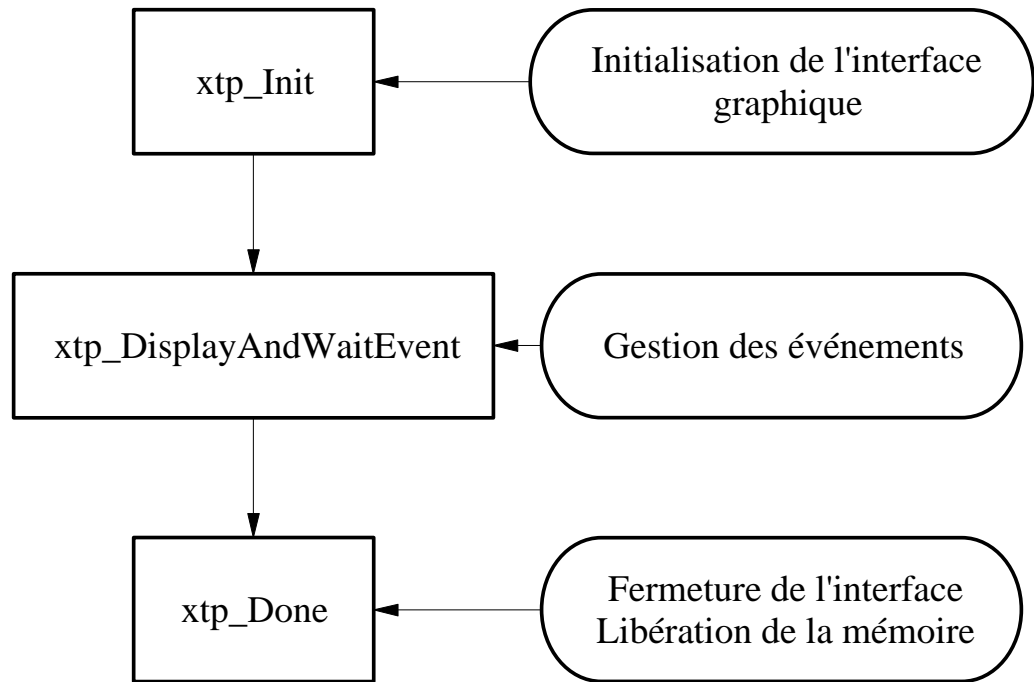 xtp_Init
Initialisation de l'interface
graphique
xtp_DisplayAndWaitEvent
Gestion des événements
xtp_Done
Fermeture de l'interface
Libération de la mémoire